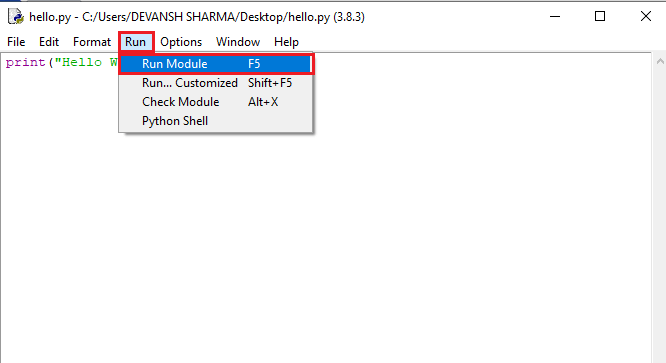 hello.py - C:/Users/DEVANSH SHARMA/Desktop/hello.py (3.8.3)
File Edit Format Run Options Window Help
print("Hello
Run Module F5
Run... Customized Shift+F5
Check Module Alt+X
Python Shell